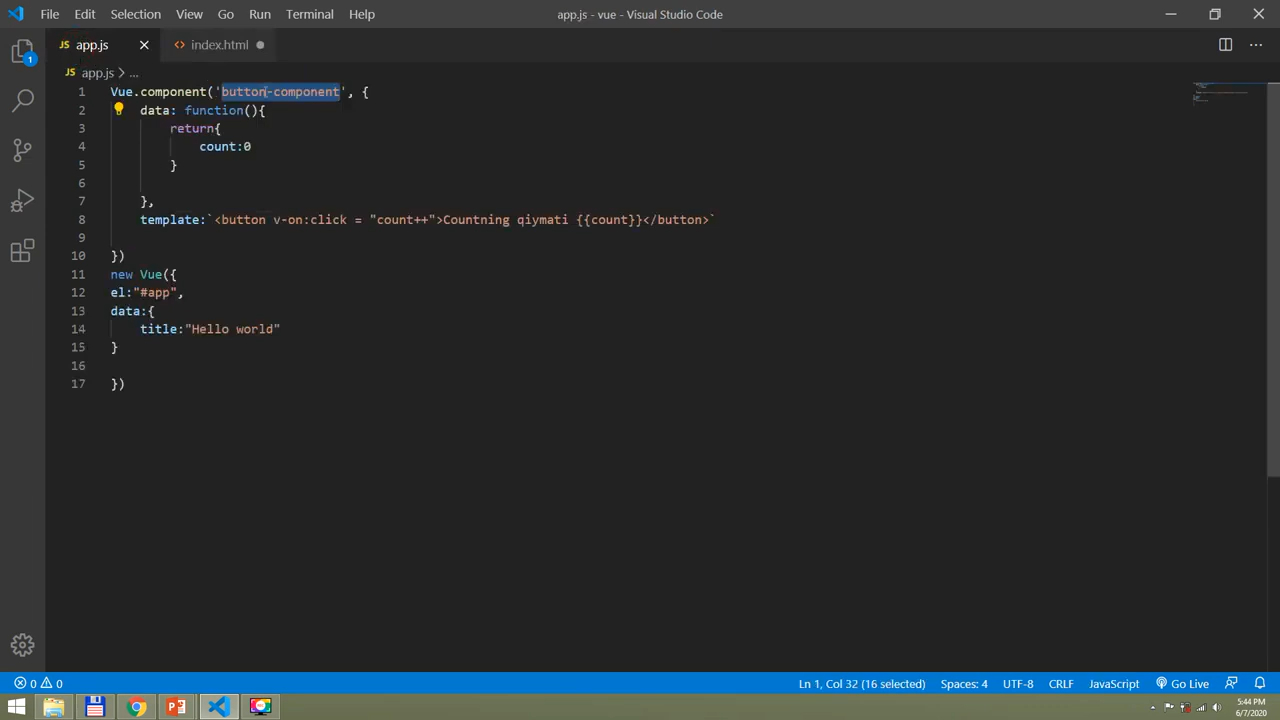 File Edit Selection View Go Run Terminal Help
app.js - vue - Visual Studio Code
JS app.js
<> index.html
1
JS app.js > ...
1 Vue.component('button-component', {
2 data: function(){
3 return{
4 count:0
5 }
6
7 },
8 template:`<button v-on:click = "count++">Countning qiymati {{count}}</button>`
9
10 })
11 new Vue({
12 el:"#app",
13 data:{
14 title:"Hello world"
15 }
16
17 })
0 0
Ln 1, Col 32 (16 selected) Spaces: 4 UTF-8 CRLF JavaScript Go Live
5:44 PM
6/7/2020